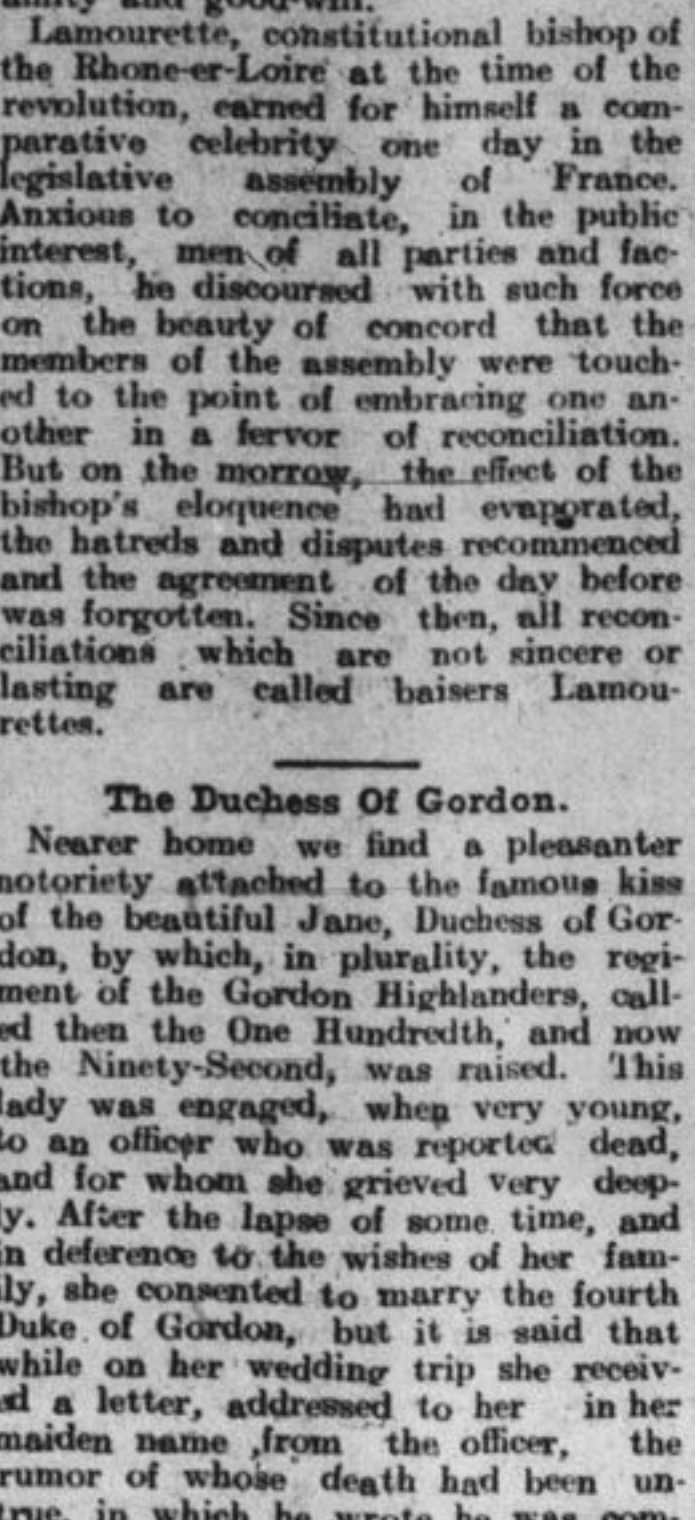 amity and good-will.
Lamourette, constitutional bishop of
the Rhone-er-Loire at the time of the
revolution, earned for himself a com-
parative celebrity one day in the
legislative assembly of France.
Anxious to conciliate, in the public
interest, men of all parties and fac-
tions, he discoursed with such force
on the beauty of concord that the
members of the assembly were touch-
ed to the point of embracing one an-
other in a fervor of reconciliation.
But on the morrow, the effect of the
bishop's eloquence had evaporated,
the hatreds and disputes recommenced
and the agreement of the day before
was forgotten. Since then, all recon-
ciliations which are not sincere or
lasting are called baisers Lamou-
rettes.
The Duchess Of Gordon.
Nearer home we find a pleasanter
notoriety attached to the famous kiss
of the beautiful Jane, Duchess of Gor-
don, by which, in plurality, the regi-
ment of the Gordon Highlanders, call-
ed then the One Hundredth, and now
the Ninety-Second, was raised. This
lady was engaged, when very young,
to an officer who was reported dead,
and for whom she grieved very deep-
ly. After the lapse of some time, and
in deference to the wishes of her fam-
ily, she consented to marry the fourth
Duke of Gordon, but it is said that
while on her wedding trip she receiv-
ed a letter, addressed to her in her
maiden name ,from the officer, the
rumor of whose death had been un-
true, in which he wrote he was com-